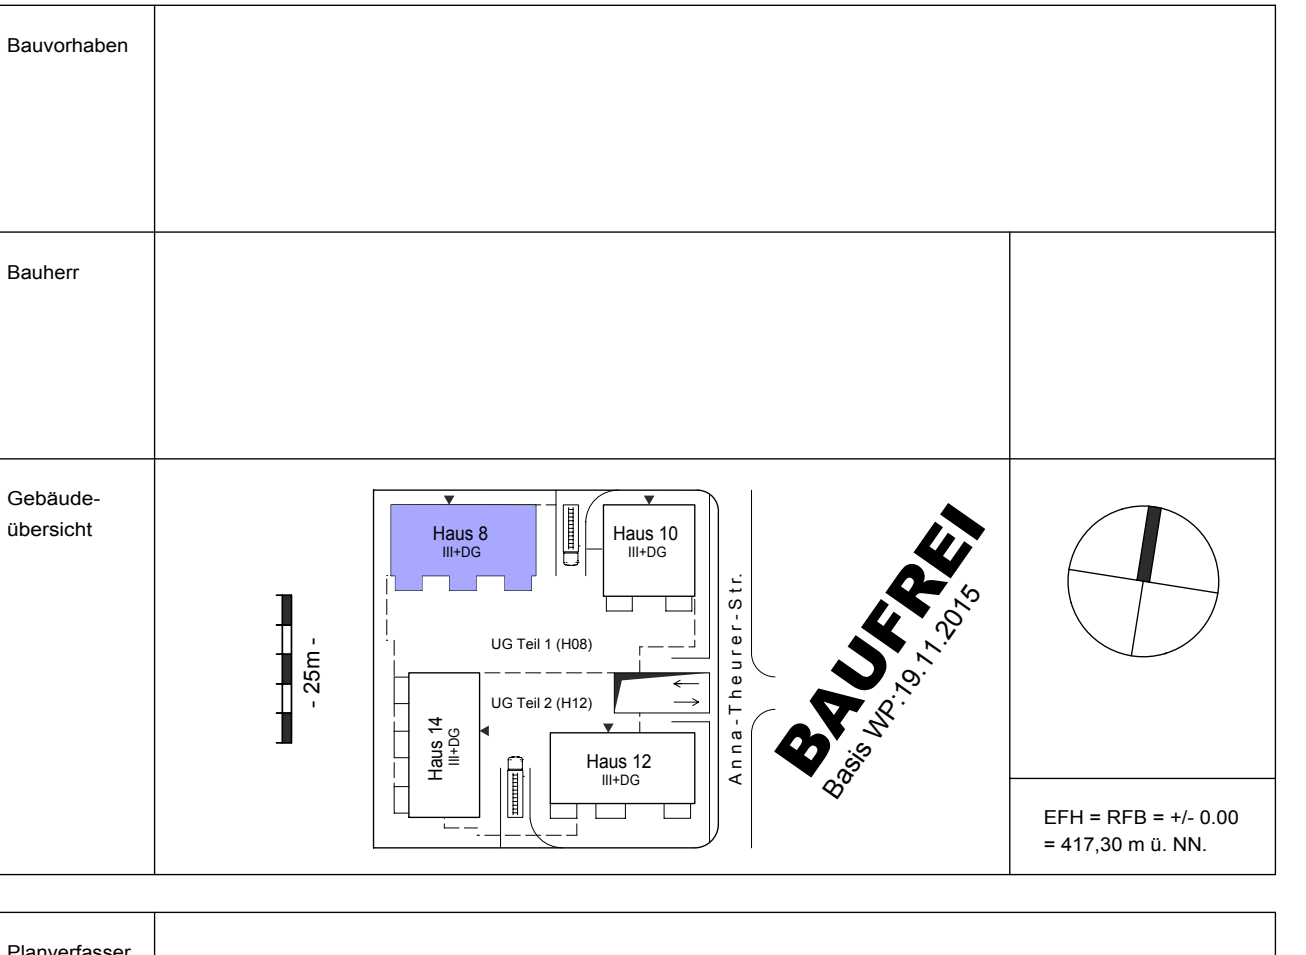 Bauvorhaben
Bauherr
Gebäude-
übersicht
- 25m -
Haus 8
III+DG
Haus 10
III+DG
UG Teil 1 (H08)
UG Teil 2 (H12)
Haus 14
III+DG
Haus 12
III+DG
Anna-Theurer-Str.
BAUFREI
Basis WP:19.11.2015
EFH = RFB = +/- 0.00
= 417,30 m ü. NN.
Planverfasser